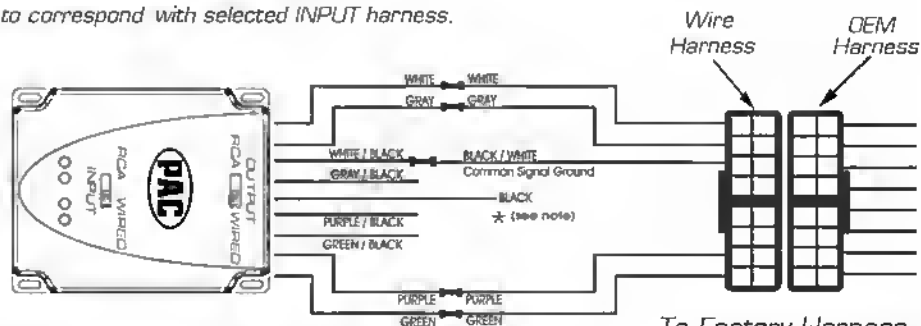 to correspond with selected INPUT harness.
Wire
Harness
OEM
Harness
WHITE WHITE
GRAY GRAY
WHITE / BLACK BLACK / WHITE
GRAY / BLACK Common Signal Ground
BLACK
* (see note)
PURPLE / BLACK
GREEN / BLACK
PURPLE PURPLE
GREEN GREEN
RCA WIRED
INPUT
PAC
OUTPUT
RCA WIRED
To Factory Harness